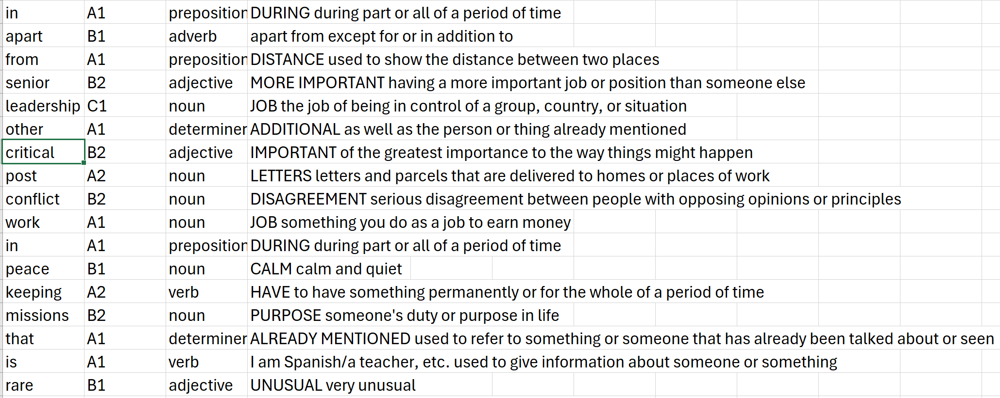 in A1 preposition DURING during part or all of a period of time
apart B1 adverb apart from except for or in addition to
from A1 preposition DISTANCE used to show the distance between two places
senior B2 adjective MORE IMPORTANT having a more important job or position than someone else
leadership C1 noun JOB the job of being in control of a group, country, or situation
other A1 determiner ADDITIONAL as well as the person or thing already mentioned
critical B2 adjective IMPORTANT of the greatest importance to the way things might happen
post A2 noun LETTERS letters and parcels that are delivered to homes or places of work
conflict B2 noun DISAGREEMENT serious disagreement between people with opposing opinions or principles
work A1 noun JOB something you do as a job to earn money
in A1 preposition DURING during part or all of a period of time
peace B1 noun CALM calm and quiet
keeping A2 verb HAVE to have something permanently or for the whole of a period of time
missions B2 noun PURPOSE someone's duty or purpose in life
that A1 determiner ALREADY MENTIONED used to refer to something or someone that has already been talked about or seen
is A1 verb I am Spanish/a teacher, etc. used to give information about someone or something
rare B1 adjective UNUSUAL very unusual